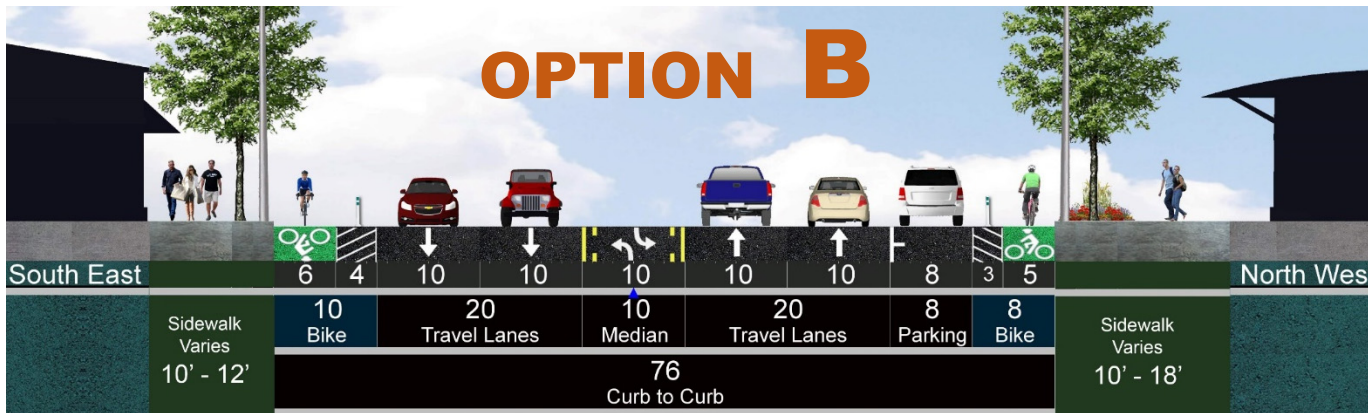 OPTION B
South East
6
4
10
10
10
10
10
8
3
5
North Wes
Sidewalk
Varies
10' - 12'
10
Bike
20
Travel Lanes
10
Median
20
Travel Lanes
8
Parking
8
Bike
Sidewalk
Varies
10' - 18'
76
Curb to Curb